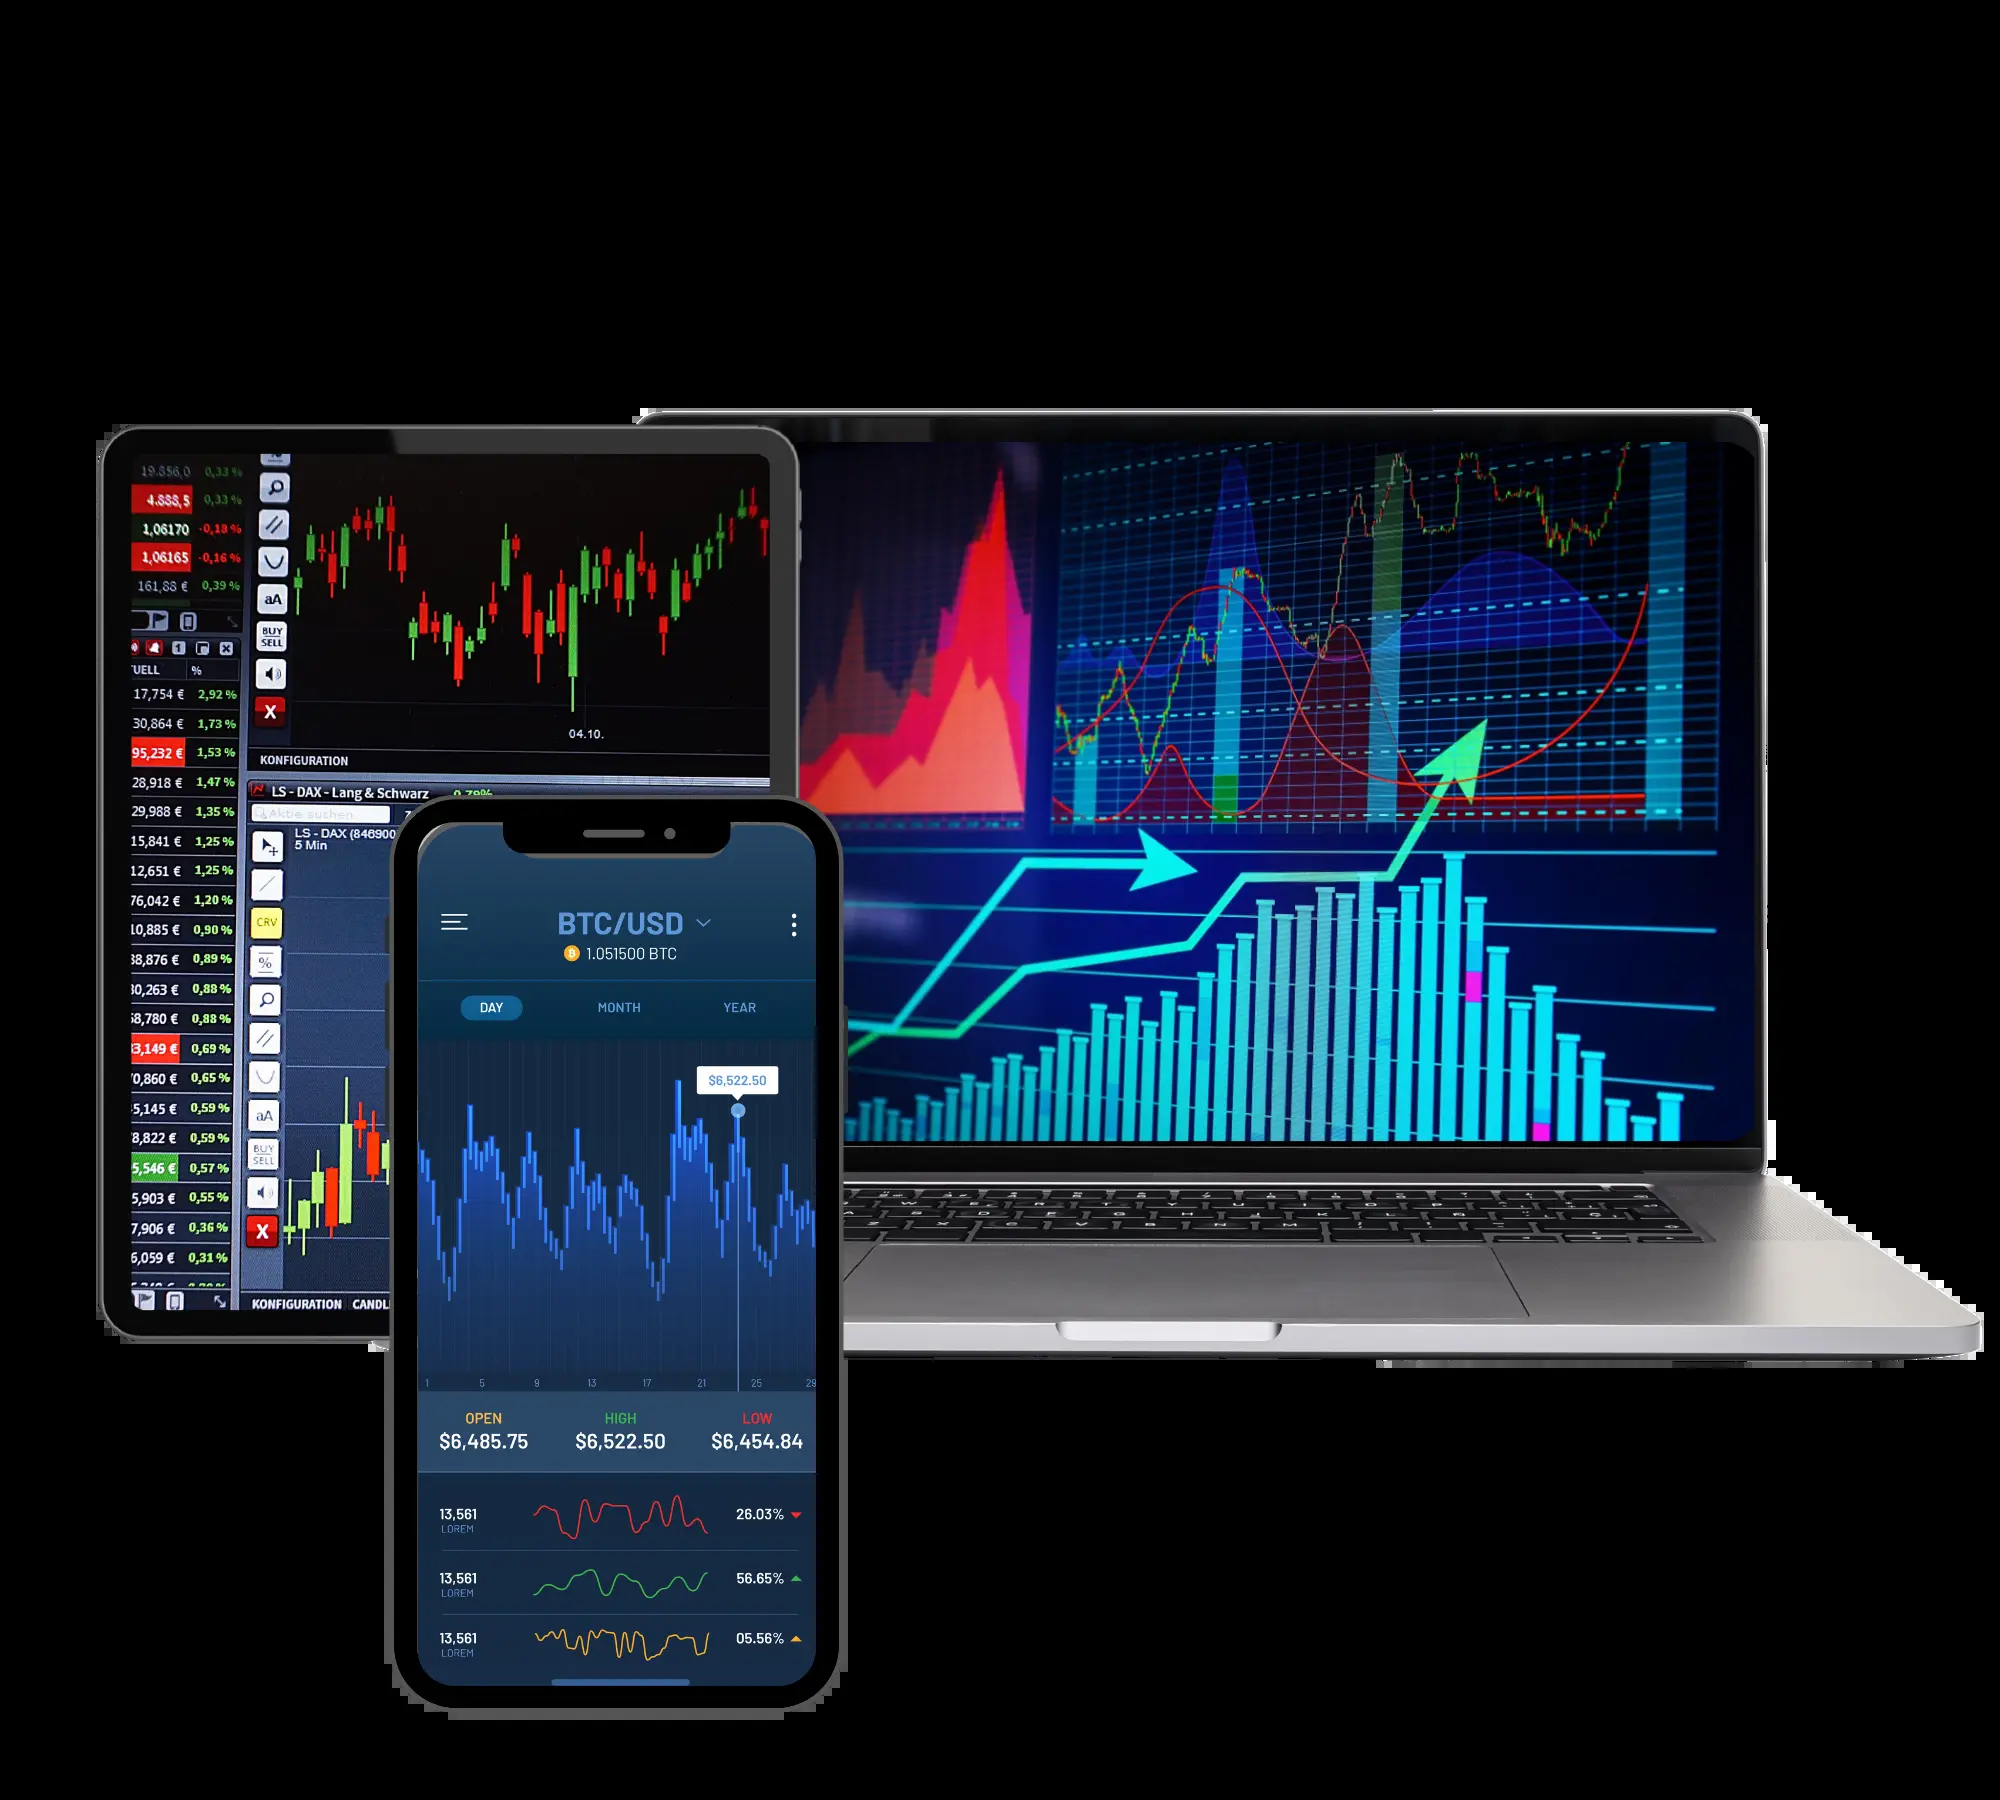 19.856,0 0,33 %
4.888,5 0,33 %
1,06170 -0,18 %
1,06165 -0,16 %
161,88 € 0,39 %
1
%
17,754 € 2,92 %
30,864 € 1,73 %
95,232 € 1,53 %
28,918 € 1,47 %
29,988 € 1,35 %
15,841 € 1,25 %
12,651 € 1,25 %
76,042 € 1,20 %
10,885 € 0,90 %
38,876 € 0,89 %
0,88 %
0,88 %
3,149 € 0,69 %
0,860 € 0,65 %
5,145 € 0,59 %
8,822 € 0,59 %
5,546 € 0,57 %
5,903 € 0,55 %
7,906 € 0,36 %
6,059 € 0,31 %
aA
BUY
SELL
X
04.10.
KONFIGURATION
LS - DAX - Lang & Schwarz
Aktie suchen
LS - DAX (846900
5 Min
CRV
%
aA
BUY
SELL
X
KONFIGURATION
BTC/USD
1.051500 BTC
DAY MONTH YEAR
$6,522.50
1 5 9 13 17 21 25 29
OPEN HIGH LOW
$6,485.75 $6,522.50 $6,454.84
13,561 26.03%
LOREM
13,561 56.65%
LOREM
13,561 05.56%
LOREM